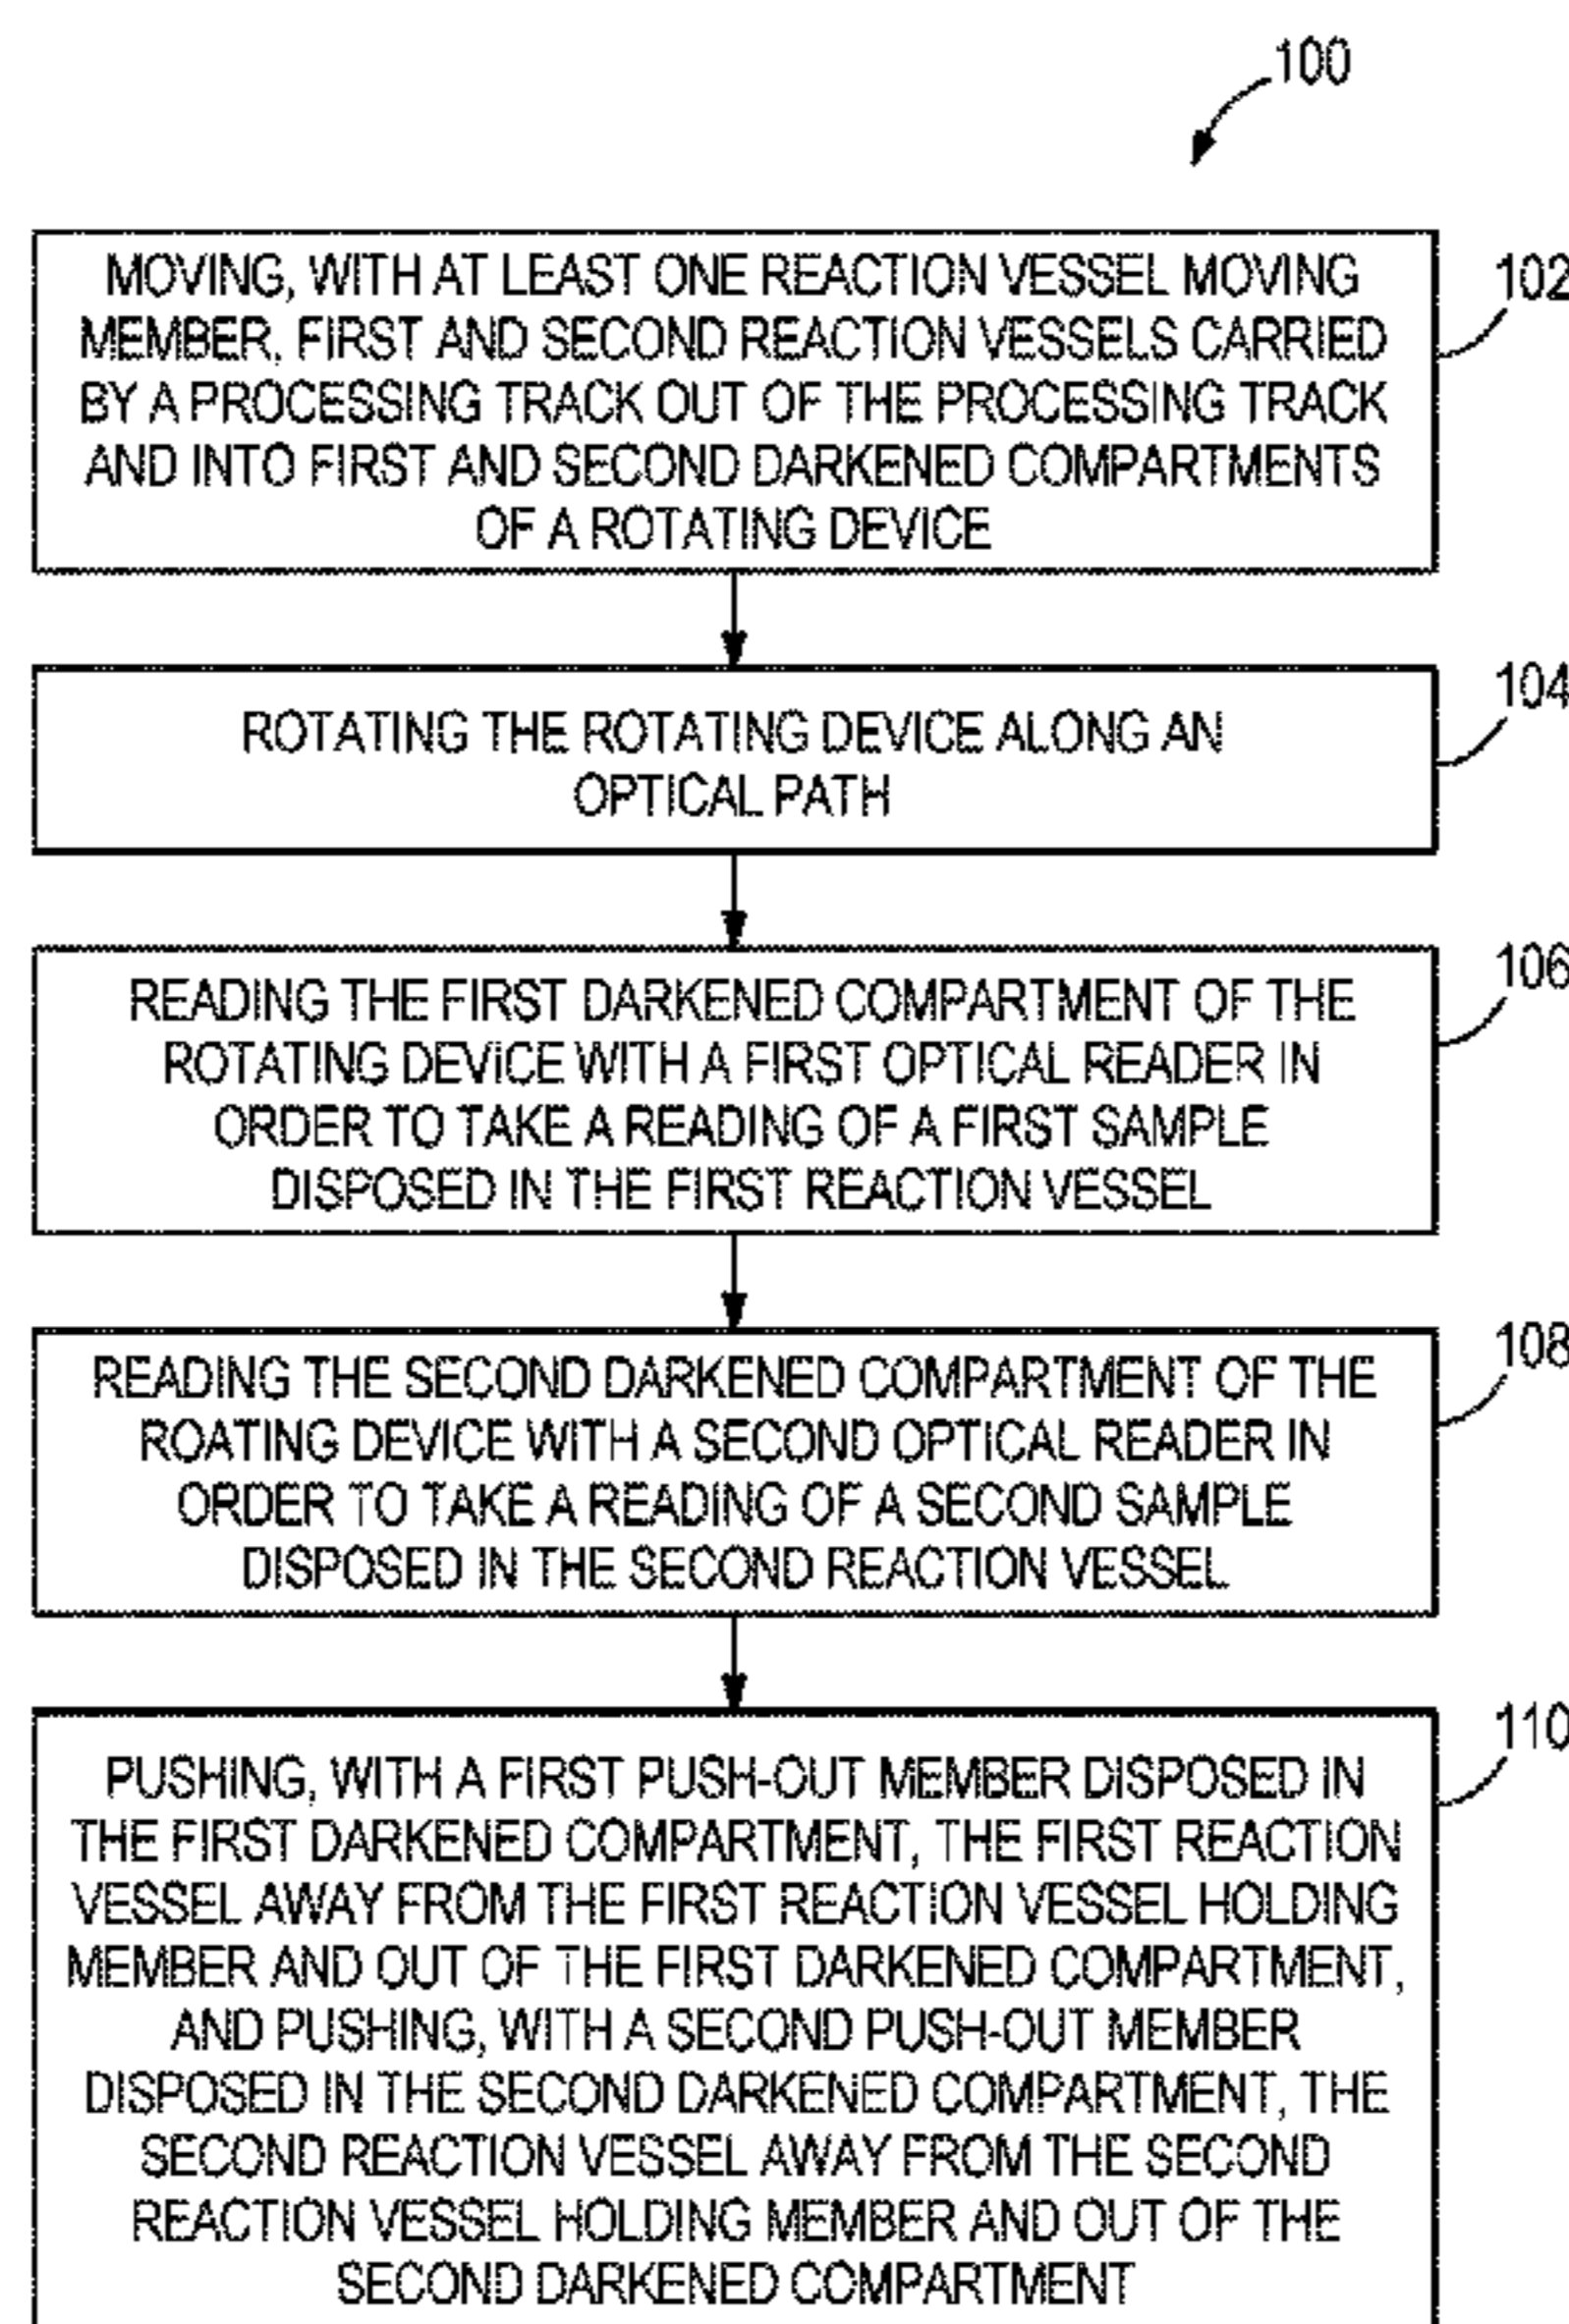 100
MOVING, WITH AT LEAST ONE REACTION VESSEL MOVING
MEMBER, FIRST AND SECOND REACTION VESSELS CARRIED
BY A PROCESSING TRACK OUT OF THE PROCESSING TRACK
AND INTO FIRST AND SECOND DARKENED COMPARTMENTS
OF A ROTATING DEVICE
102
ROTATING THE ROTATING DEVICE ALONG AN
OPTICAL PATH
104
READING THE FIRST DARKENED COMPARTMENT OF THE
ROTATING DEVICE WITH A FIRST OPTICAL READER IN
ORDER TO TAKE A READING OF A FIRST SAMPLE
DISPOSED IN THE FIRST REACTION VESSEL
106
READING THE SECOND DARKENED COMPARTMENT OF THE
ROATING DEVICE WITH A SECOND OPTICAL READER IN
ORDER TO TAKE A READING OF A SECOND SAMPLE
DISPOSED IN THE SECOND REACTION VESSEL
108
PUSHING, WITH A FIRST PUSH-OUT MEMBER DISPOSED IN
THE FIRST DARKENED COMPARTMENT, THE FIRST REACTION
VESSEL AWAY FROM THE FIRST REACTION VESSEL HOLDING
MEMBER AND OUT OF THE FIRST DARKENED COMPARTMENT,
AND PUSHING, WITH A SECOND PUSH-OUT MEMBER
DISPOSED IN THE SECOND DARKENED COMPARTMENT, THE
SECOND REACTION VESSEL AWAY FROM THE SECOND
REACTION VESSEL HOLDING MEMBER AND OUT OF THE
SECOND DARKENED COMPARTMENT
110